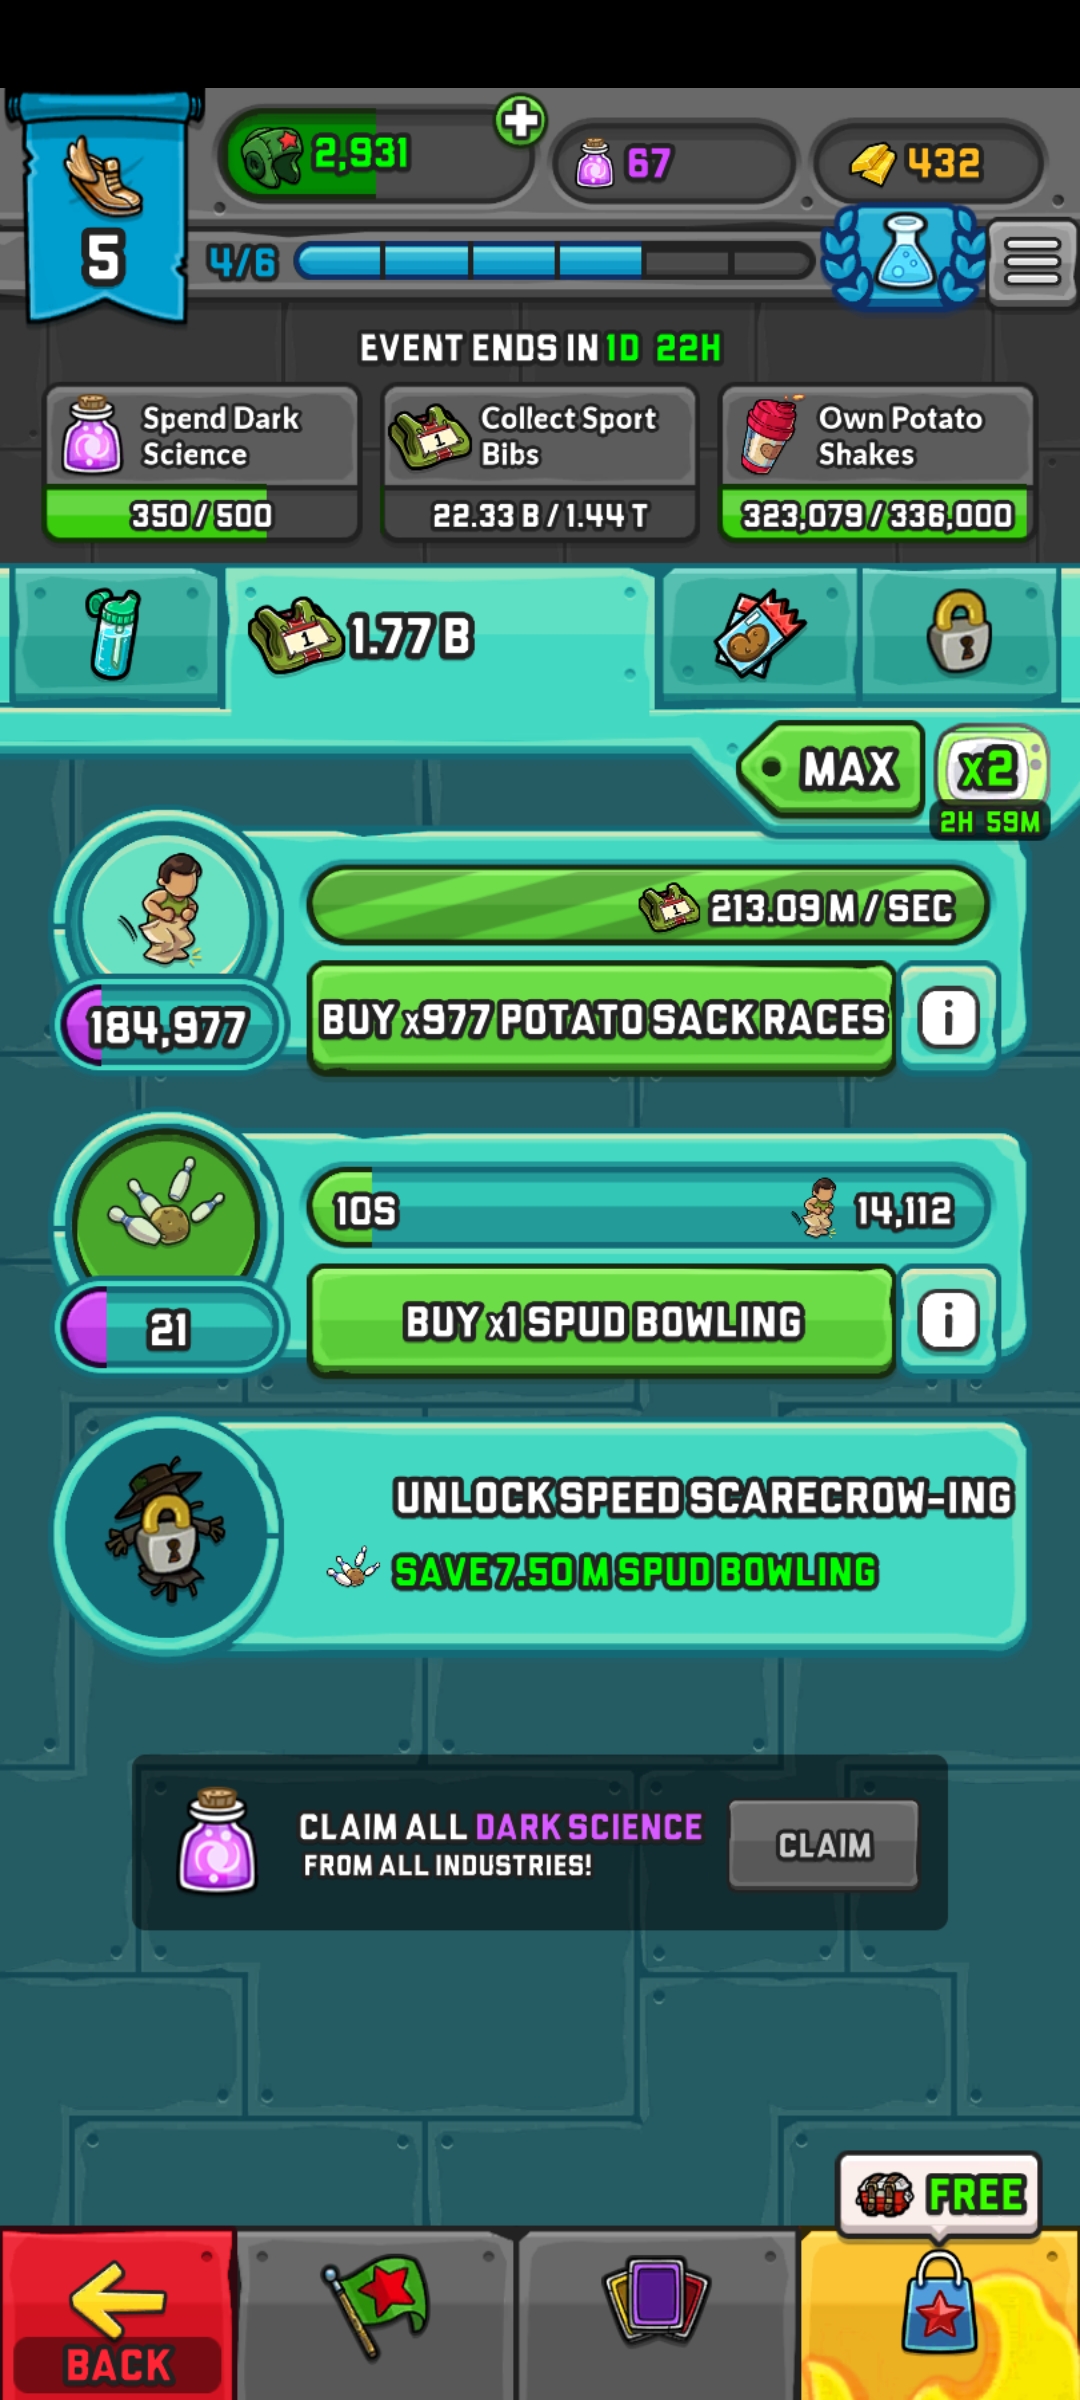 2,931
67
432
5
4/6
EVENT ENDS IN 1D 22H
Spend Dark Science
350/500
Collect Sport Bibs
22.33 B/1.44 T
Own Potato Shakes
323,079/336,000
1
1.77 B
MAX
x2
2H 59M
1
213.09 M/SEC
184,977
BUY x977 POTATO SACK RACES
i
10S
14,112
21
BUY x1 SPUD BOWLING
i
UNLOCK SPEED SCARECROW-ING
SAVE 7.50 M SPUD BOWLING
CLAIM ALL DARK SCIENCE
FROM ALL INDUSTRIES!
CLAIM
FREE
BACK